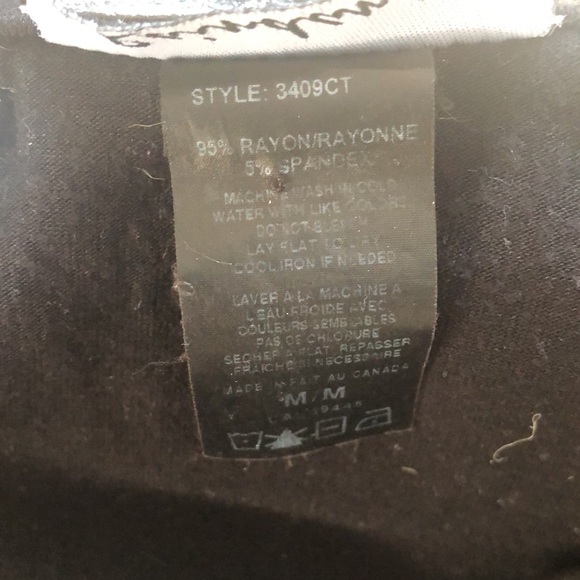 STYLE: 3409CT
95% RAYON/RAYONNE
5% SPANDEX
MACHINE WASH IN COLD
WATER WITH LIKE COLORS
DO NOT BLEACH
LAY FLAT TO DRY
COOL IRON IF NEEDED
LAVER A LA MACHINE A
L'EAU FROIDE AVEC
COULEURS SEMBLABLES
PAS DE CHLORURE
SECHER A PLAT, REPASSER
FRAICHE SI NECESSAIRE
MADE IN/FAIT AU CANADA
M/M